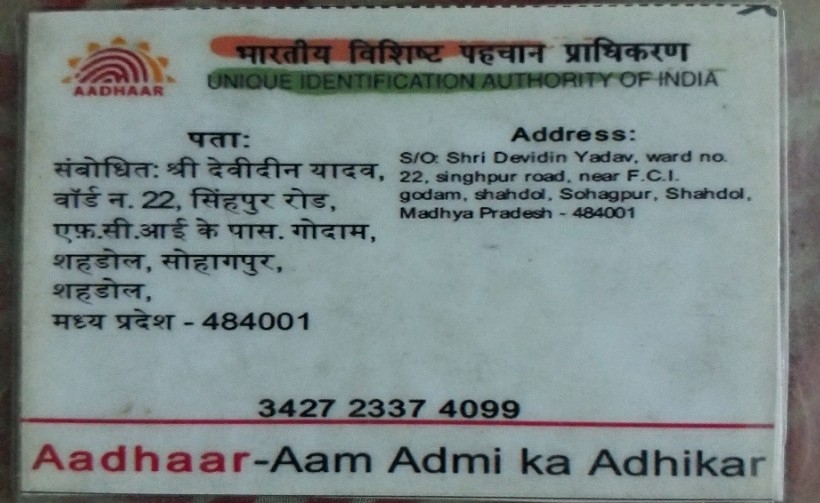 भारतीय विशिष्ट पहचान प्राधिकरण
AADHAAR
UNIQUE IDENTIFICATION AUTHORITY OF INDIA
पता:
संबोधित: श्री देवीदीन यादव,
वॉर्ड न. 22, सिंहपुर रोड,
एफ़.सी.आई के पास. गोदाम,
शहडोल, सोहागपुर,
शहडोल,
मध्य प्रदेश - 484001
Address:
S/O: Shri Devidin Yadav, ward no.
22, singhpur road, near F.C.I.
godam, shahdol, Sohagpur, Shahdol,
Madhya Pradesh - 484001
3427 2337 4099
Aadhaar-Aam Admi ka Adhikar